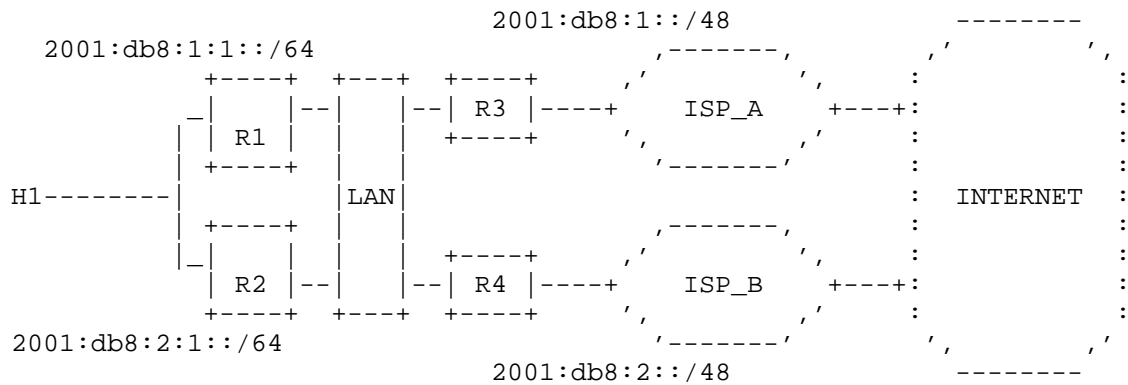 2001:db8:1::/48            --------
   2001:db8:1:1::/64                         ,-------,           ,'        ',
                +----+  +---+  +----+      ,'         ',       :            :
               _|    |--|   |--| R3 |----+    ISP_A     +---+:            :
              | | R1 |  |   |  +----+      ',         ,'       :            :
              | +----+  |   |                '-------'         :            :
H1--------|         |LAN|                                  :  INTERNET  :
              | +----+  |   |                ,-------,         :            :
              |_|    |  |   |  +----+      ,'         ',       :            :
                | R2 |--|   |--| R4 |----+    ISP_B     +---+:            :
                +----+  +---+  +----+      ',         ,'       :            :
2001:db8:2:1::/64                            '-------'           ',        ,'
                                        2001:db8:2::/48            --------